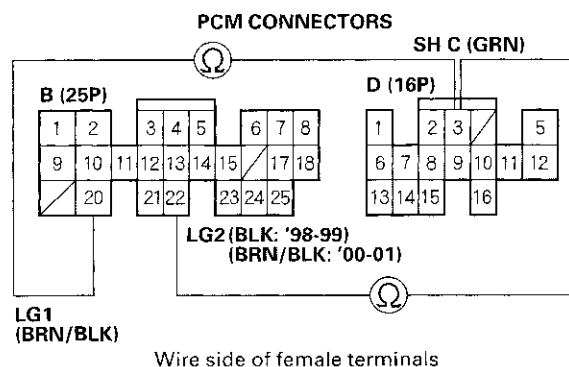 PCM CONNECTORS
SH C (GRN)
Ω
B (25P)
D (16P)
1 2 3 4 5 6 7 8
1 2 3 5
9 10 11 12 13 14 15 17 18
6 7 8 9 10 11 12
20 21 22 23 24 25
13 14 15 16
LG2 (BLK: '98-99)
(BRN/BLK: '00-01)
Ω
LG1
(BRN/BLK)
Wire side of female terminals